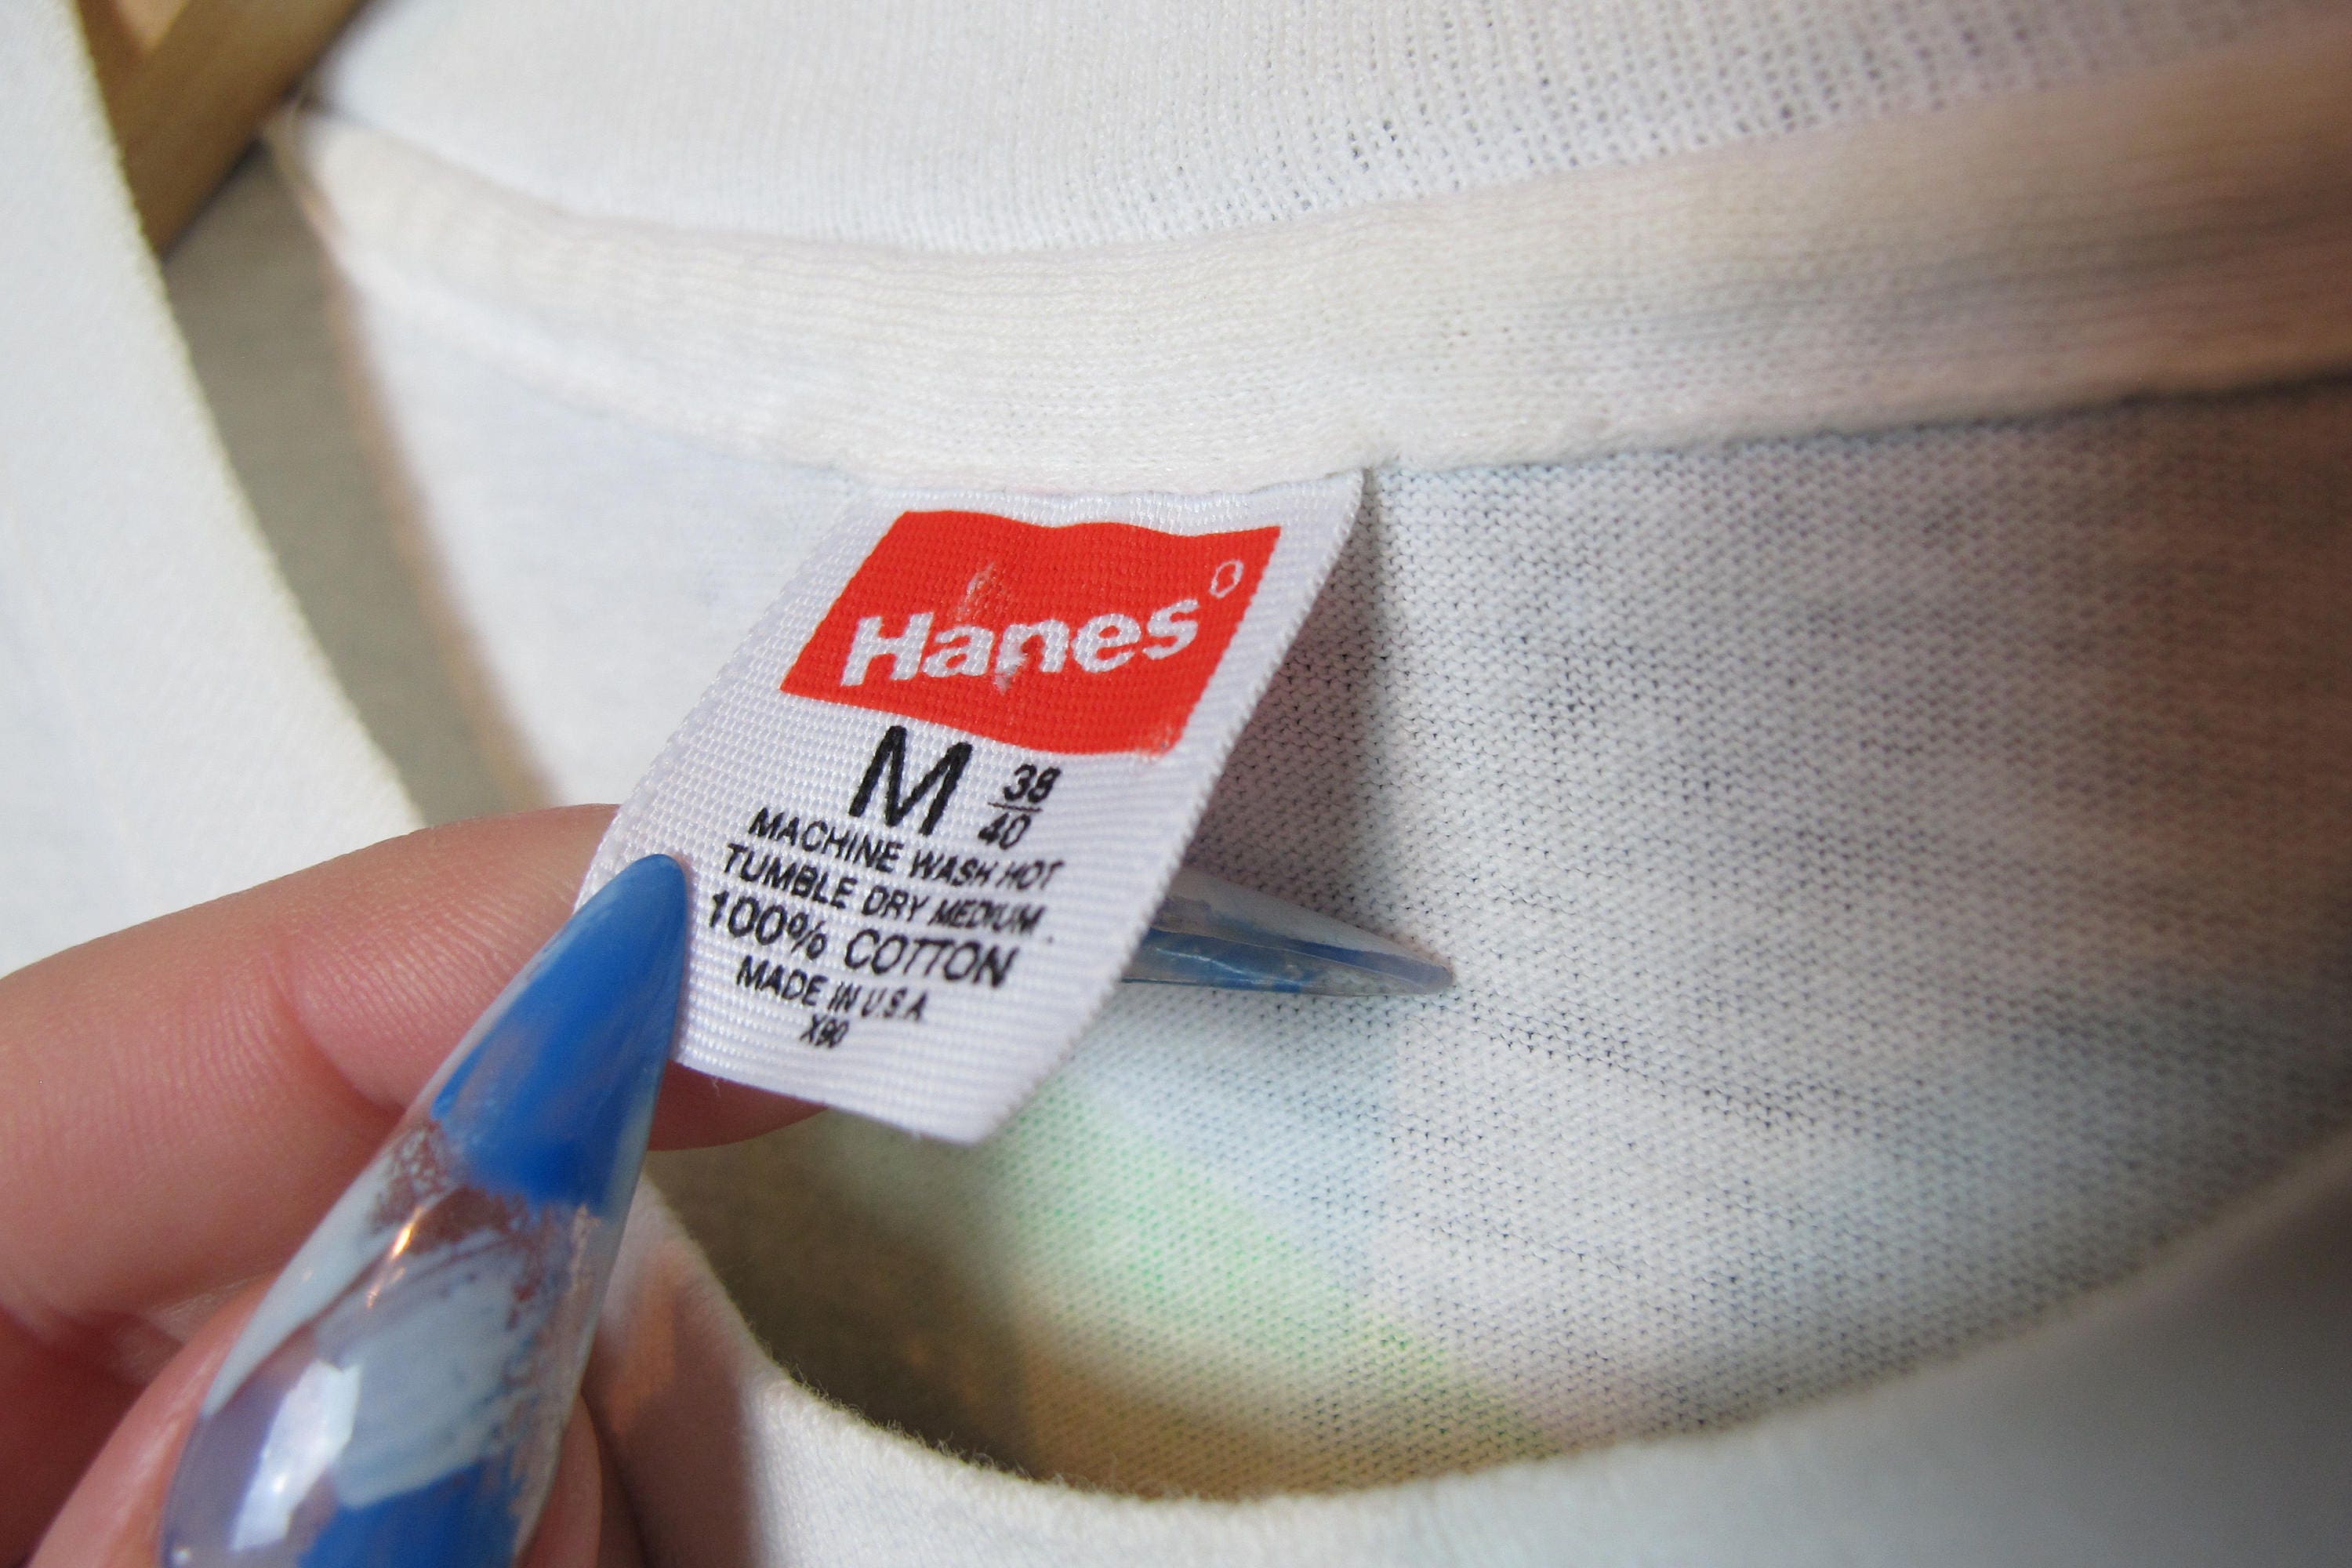 Hanes
M 38/40
MACHINE WASH HOT
TUMBLE DRY MEDIUM
100% COTTON
MADE IN U.S.A
X90